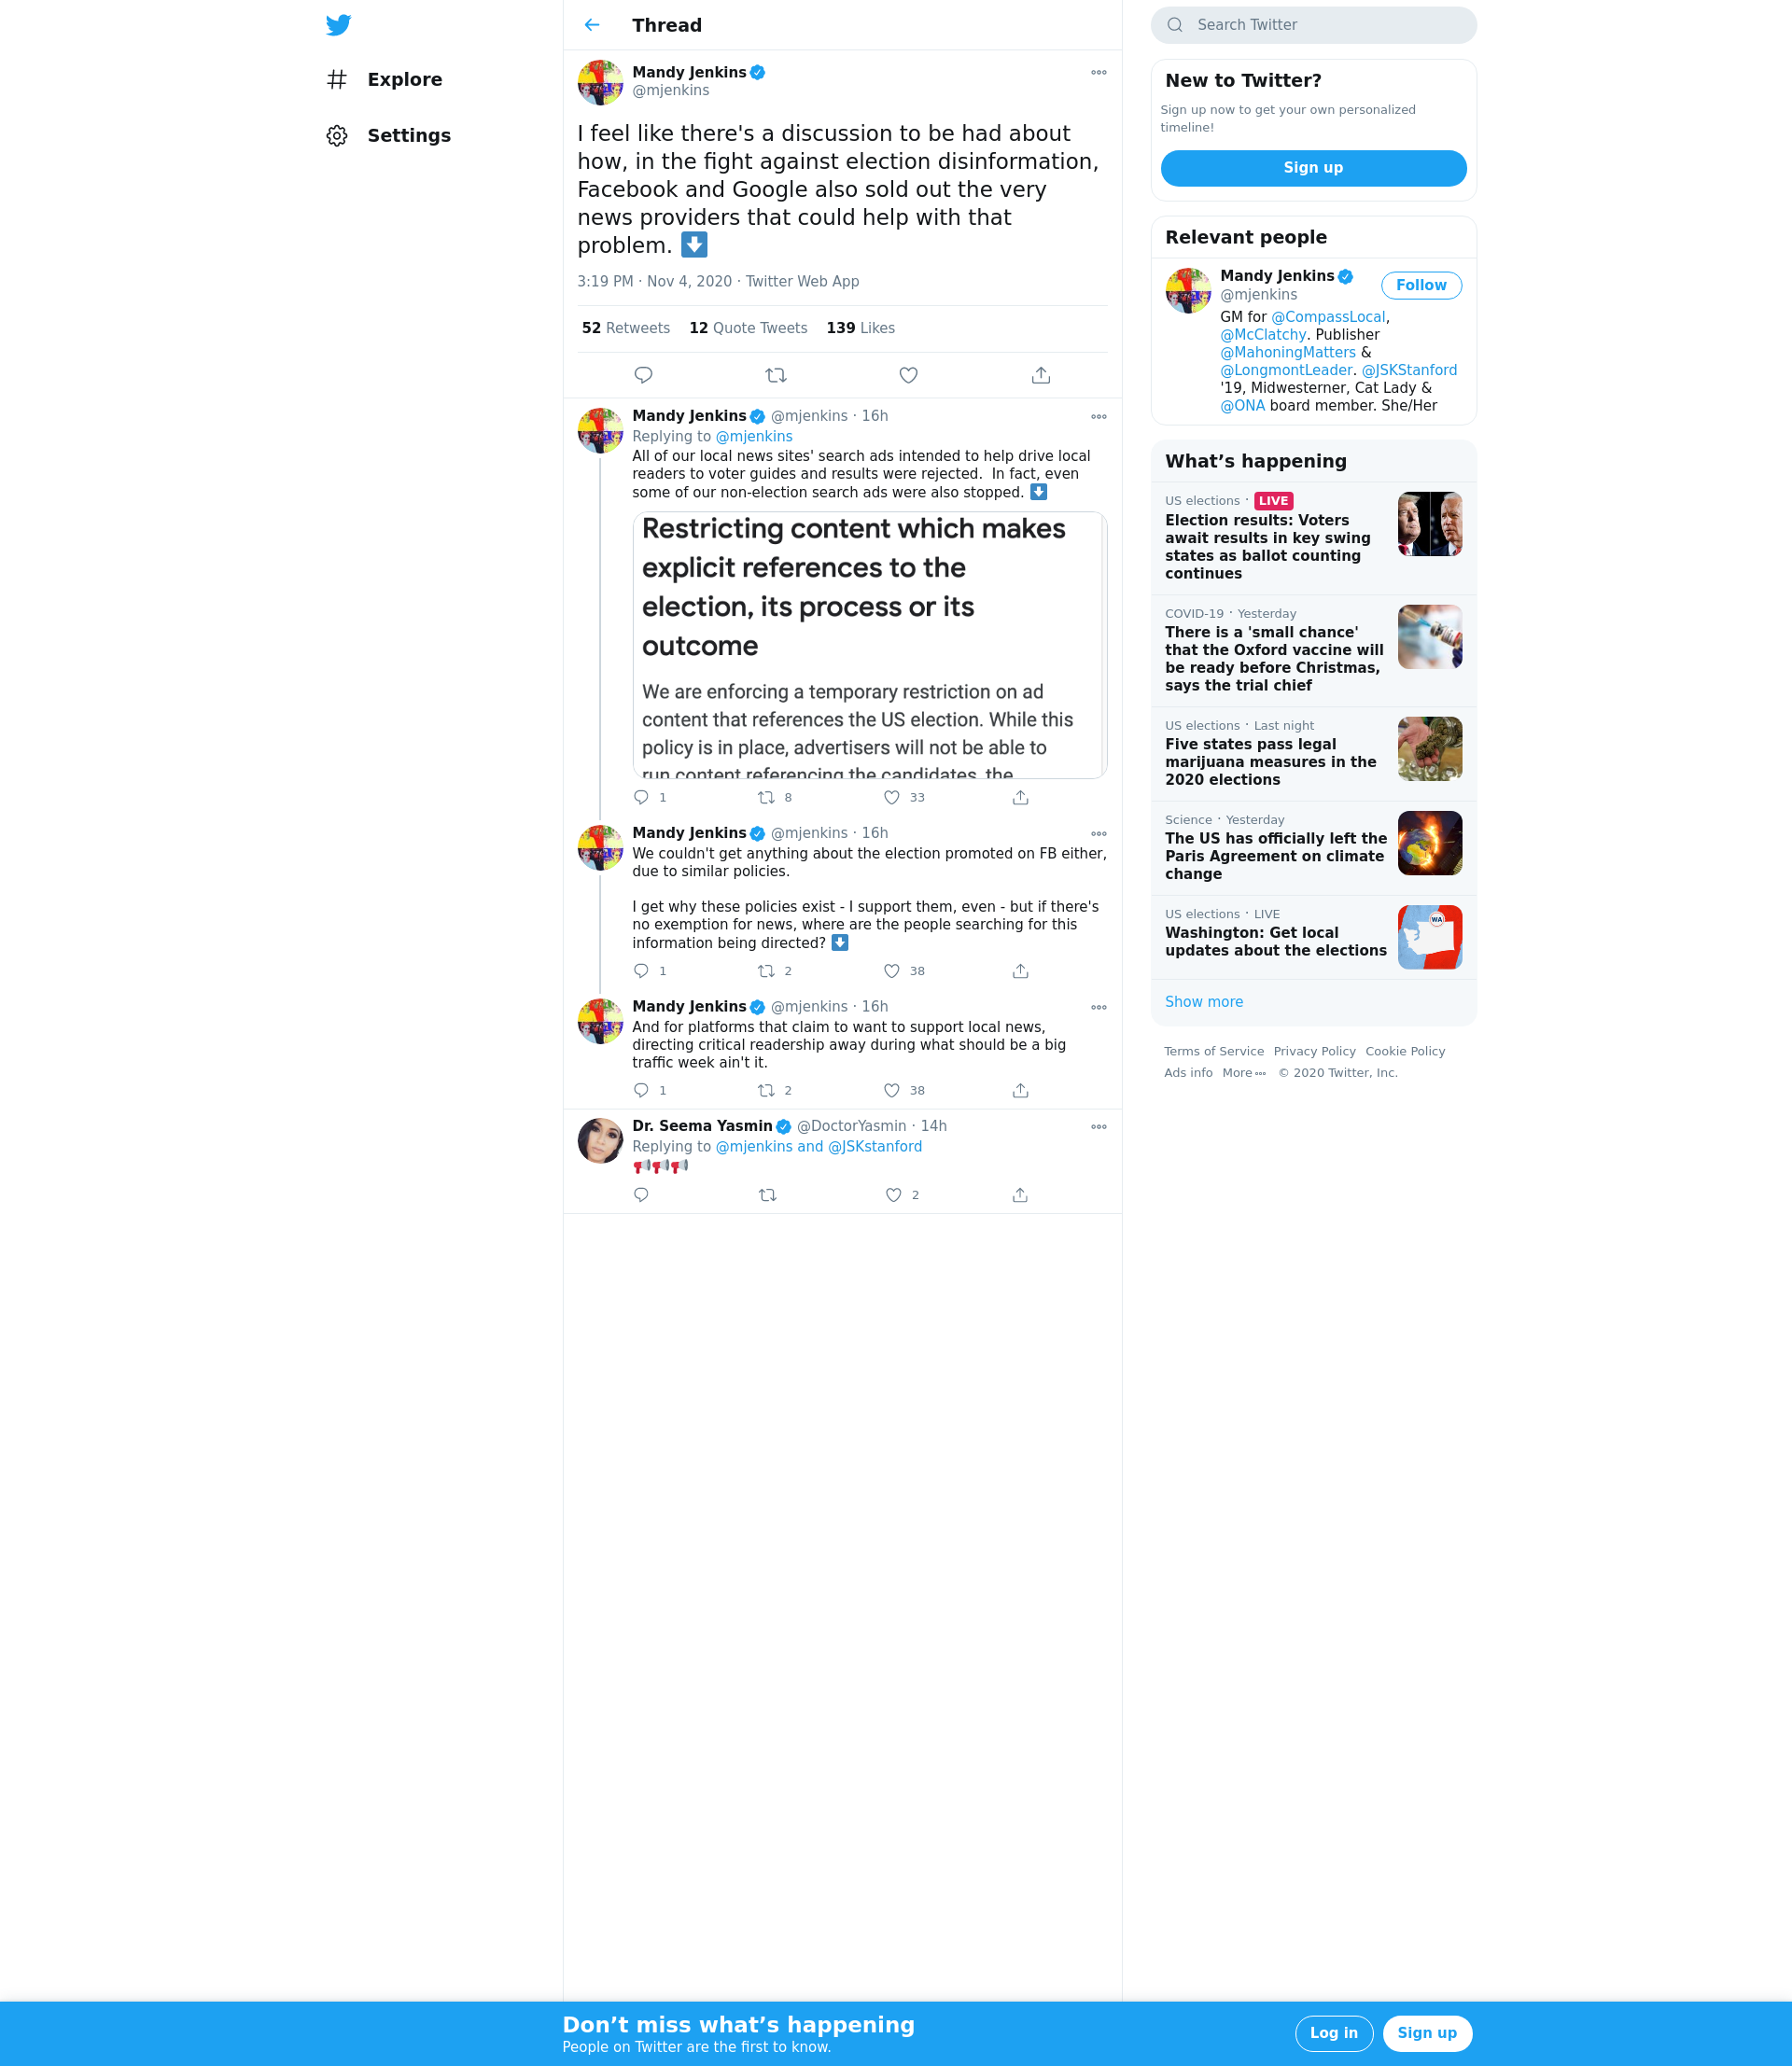 Explore
Settings
Thread
Mandy Jenkins
@mjenkins
I feel like there's a discussion to be had about
how, in the fight against election disinformation,
Facebook and Google also sold out the very
news providers that could help with that
problem. ⬇️
3:19 PM · Nov 4, 2020 · Twitter Web App
52 Retweets 12 Quote Tweets 139 Likes
Mandy Jenkins @mjenkins · 16h
Replying to @mjenkins
All of our local news sites' search ads intended to help drive local
readers to voter guides and results were rejected.  In fact, even
some of our non-election search ads were also stopped. ⬇️
Restricting content which makes
explicit references to the
election, its process or its
outcome
We are enforcing a temporary restriction on ad
content that references the US election. While this
policy is in place, advertisers will not be able to
run content referencing the candidates, the
1 8 33
Mandy Jenkins @mjenkins · 16h
We couldn't get anything about the election promoted on FB either,
due to similar policies.
I get why these policies exist - I support them, even - but if there's
no exemption for news, where are the people searching for this
information being directed? ⬇️
1 2 38
Mandy Jenkins @mjenkins · 16h
And for platforms that claim to want to support local news,
directing critical readership away during what should be a big
traffic week ain't it.
1 2 38
Dr. Seema Yasmin @DoctorYasmin · 14h
Replying to @mjenkins and @JSKstanford
📢📢📢
2
Search Twitter
New to Twitter?
Sign up now to get your own personalized
timeline!
Sign up
Relevant people
Mandy Jenkins
@mjenkins
Follow
GM for @CompassLocal,
@McClatchy. Publisher
@MahoningMatters &
@LongmontLeader. @JSKStanford
'19, Midwesterner, Cat Lady &
@ONA board member. She/Her
What’s happening
US elections · LIVE
Election results: Voters
await results in key swing
states as ballot counting
continues
COVID-19 · Yesterday
There is a 'small chance'
that the Oxford vaccine will
be ready before Christmas,
says the trial chief
US elections · Last night
Five states pass legal
marijuana measures in the
2020 elections
Science · Yesterday
The US has officially left the
Paris Agreement on climate
change
US elections · LIVE
Washington: Get local
updates about the elections
WA
Show more
Terms of Service Privacy Policy Cookie Policy
Ads info More © 2020 Twitter, Inc.
Don’t miss what’s happening
People on Twitter are the first to know.
Log in
Sign up